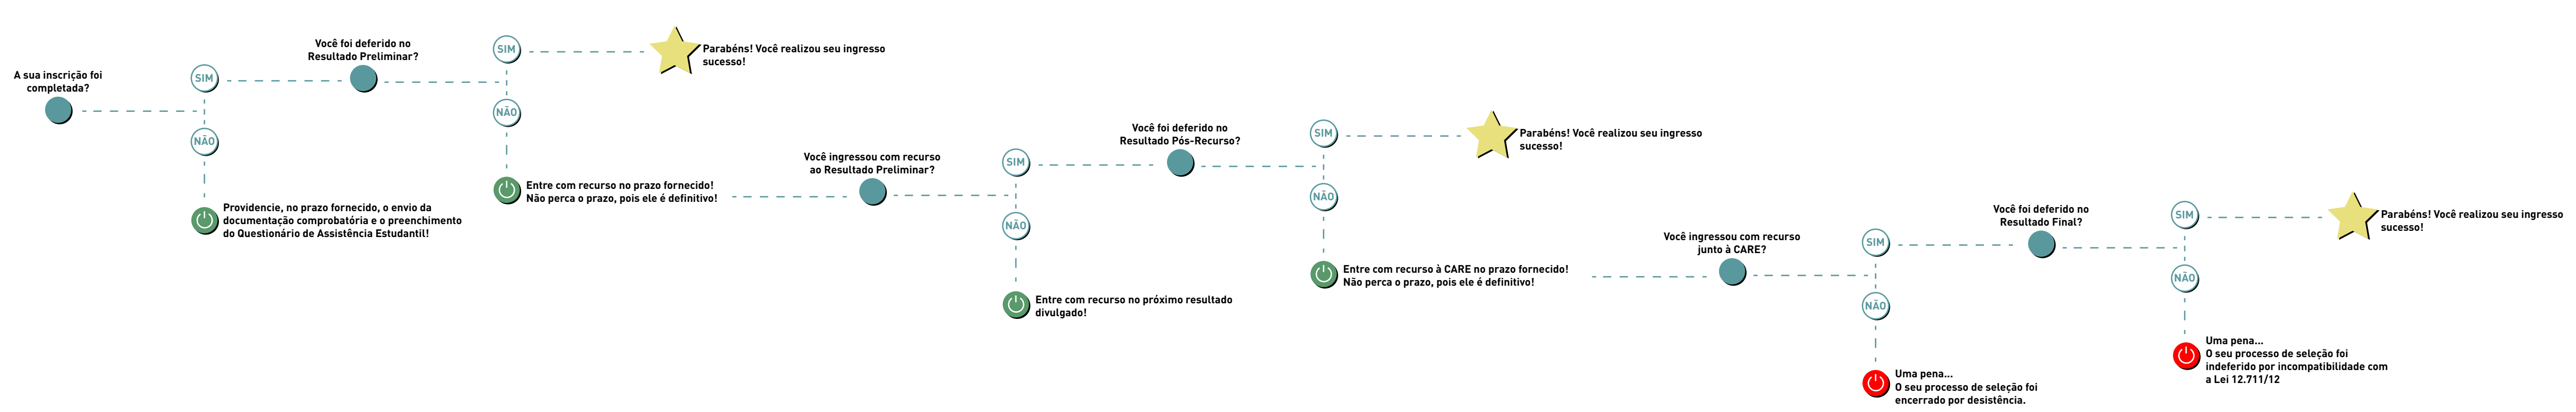 A sua inscrição foi
completada?
SIM
NÃO
Providencie, no prazo fornecido, o envio da
documentação comprobatória e o preenchimento
do Questionário de Assistência Estudantil!
Você foi deferido no
Resultado Preliminar?
SIM
Parabéns! Você realizou seu ingresso
sucesso!
NÃO
Entre com recurso no prazo fornecido!
Não perca o prazo, pois ele é definitivo!
Você ingressou com recurso
ao Resultado Preliminar?
SIM
NÃO
Entre com recurso no próximo resultado
divulgado!
Você foi deferido no
Resultado Pós-Recurso?
SIM
Parabéns! Você realizou seu ingresso
sucesso!
NÃO
Entre com recurso à CARE no prazo fornecido!
Não perca o prazo, pois ele é definitivo!
Você ingressou com recurso
junto à CARE?
SIM
NÃO
Uma pena...
O seu processo de seleção foi
encerrado por desistência.
Você foi deferido no
Resultado Final?
SIM
Parabéns! Você realizou seu ingresso
sucesso!
NÃO
Uma pena...
O seu processo de seleção foi
indeferido por incompatibilidade com
a Lei 12.711/12